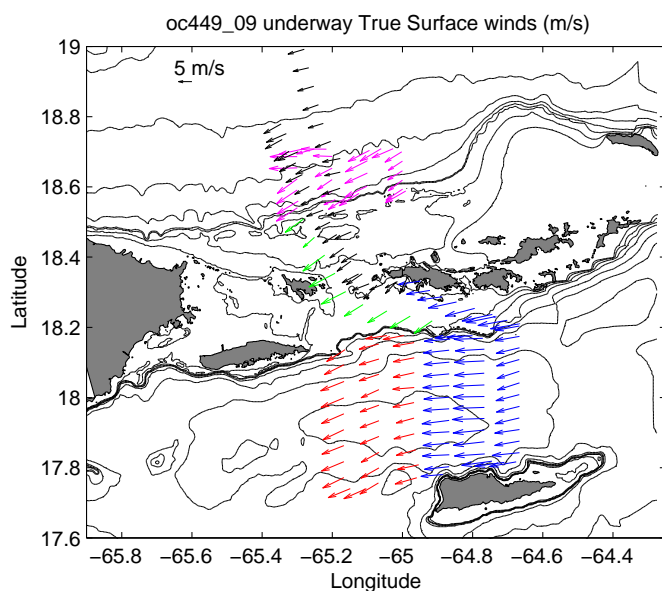 oc449_09 underway True Surface winds (m/s)
19
5 m/s
18.8
18.6
18.4
Latitude
18.2
18
17.8
17.6
−65.8 −65.6 −65.4 −65.2 −65 −64.8 −64.6 −64.4
Longitude